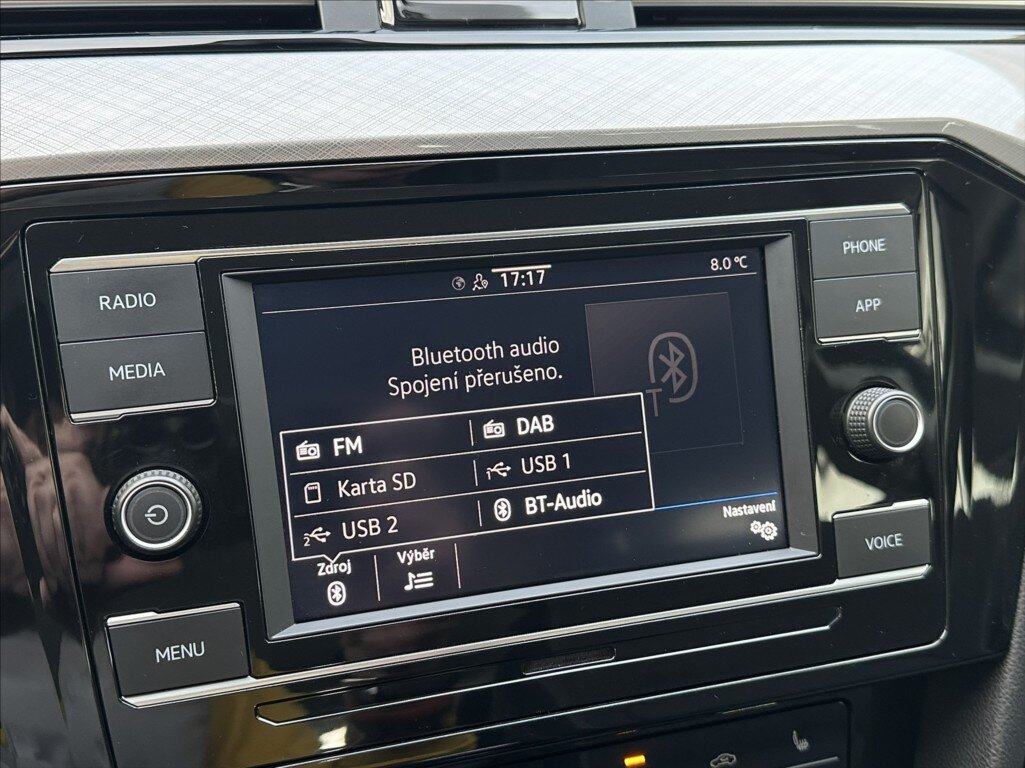 17:17
8.0 °C
PHONE
RADIO
APP
MEDIA
Bluetooth audio
Spojení přerušeno.
FM
DAB
Karta SD
USB 1
USB 2
BT-Audio
Nastavení
Zdroj
Výběr
VOICE
MENU